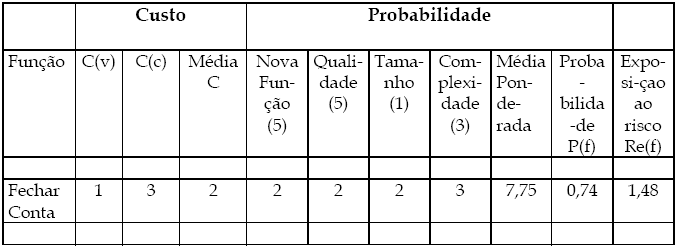 Custo Probabilidade
Função C(v) C(c) Média C Nova Fun-ção (5) Quali-dade (5) Tama-nho (1) Com-plexi-dade (3) Média Pon-de-rada Proba-bilida-de P(f) Expo-si-çao ao risco Re(f)
Fechar Conta 1 3 2 2 2 2 3 7,75 0,74 1,48